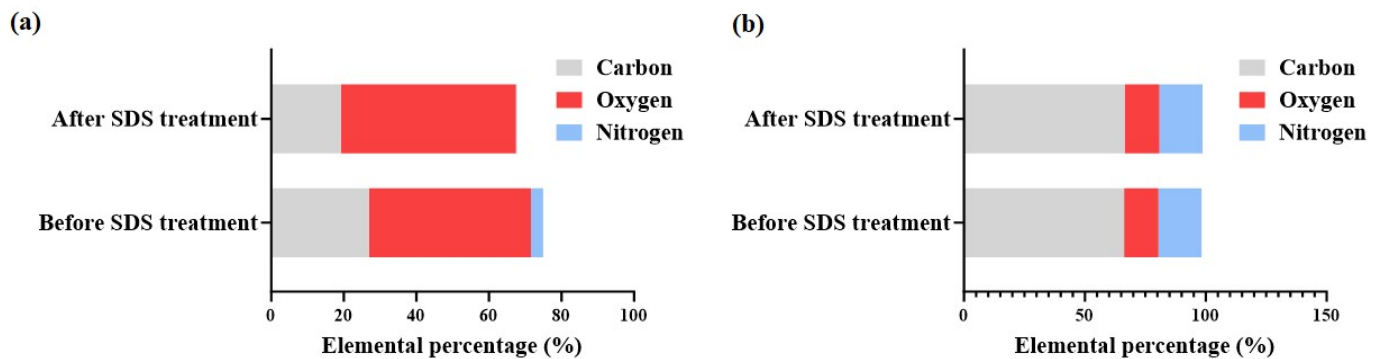 (a)
Carbon
Oxygen
Nitrogen
After SDS treatment
Before SDS treatment
0 20 40 60 80 100
Elemental percentage (%)
(b)
Carbon
Oxygen
Nitrogen
After SDS treatment
Before SDS treatment
0 50 100 150
Elemental percentage (%)